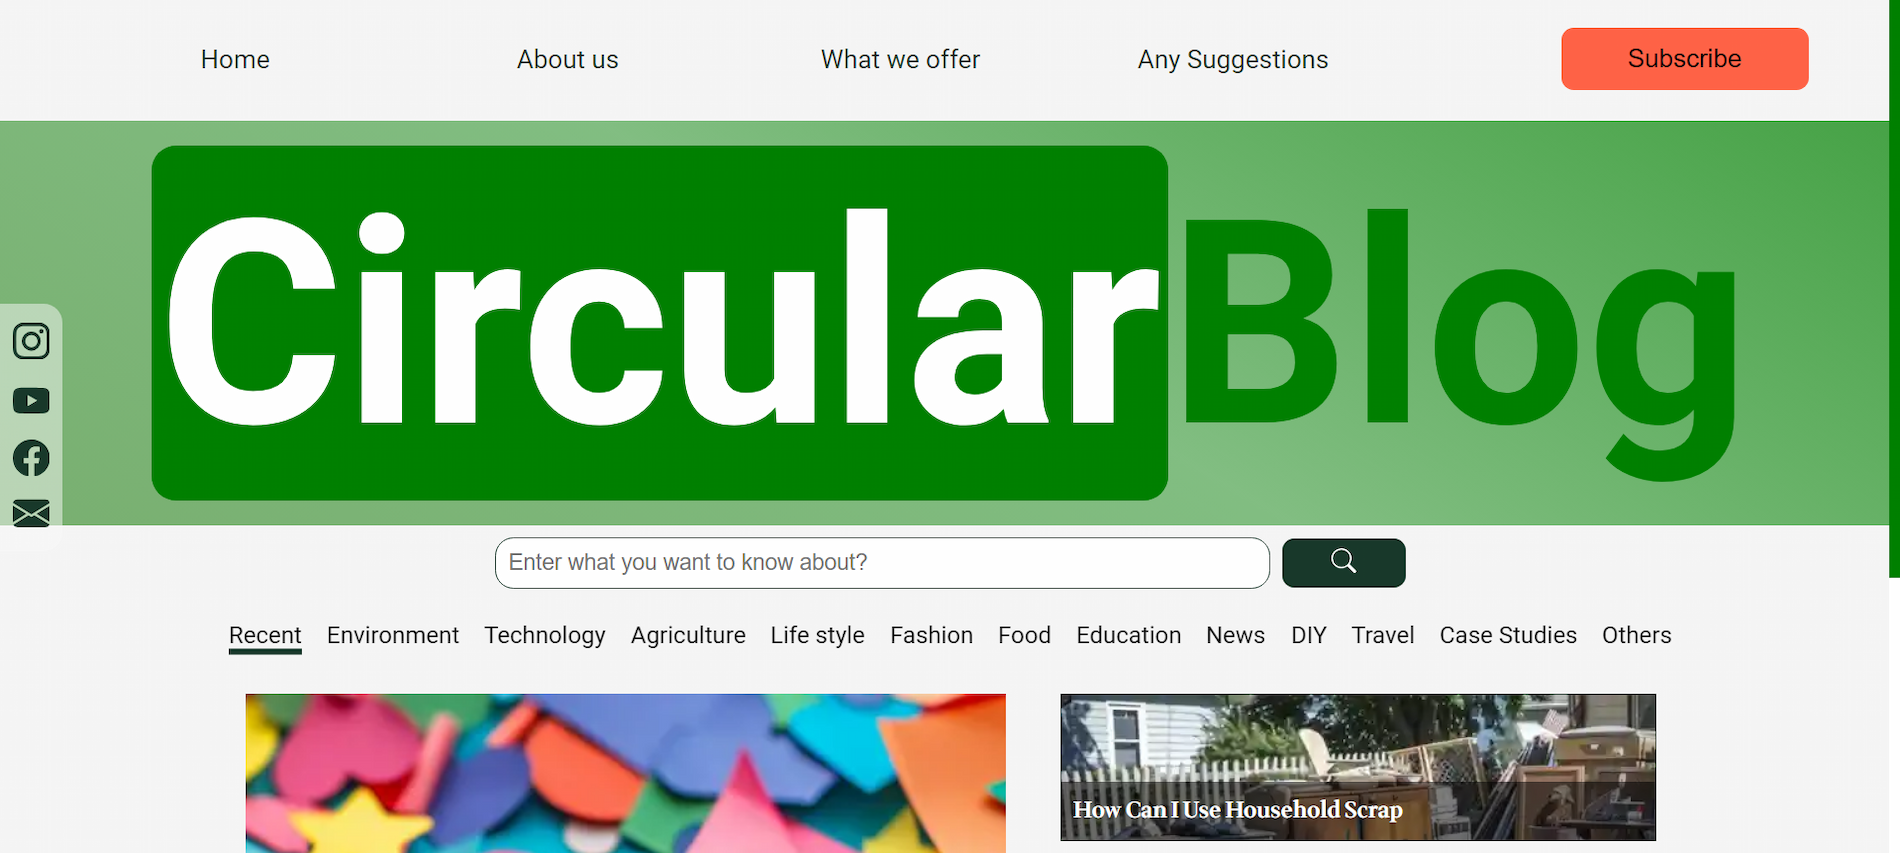 Home About us What we offer Any Suggestions Subscribe
CircularBlog
Enter what you want to know about?
Recent Environment Technology Agriculture Life style Fashion Food Education News DIY Travel Case Studies Others
How Can I Use Household Scrap